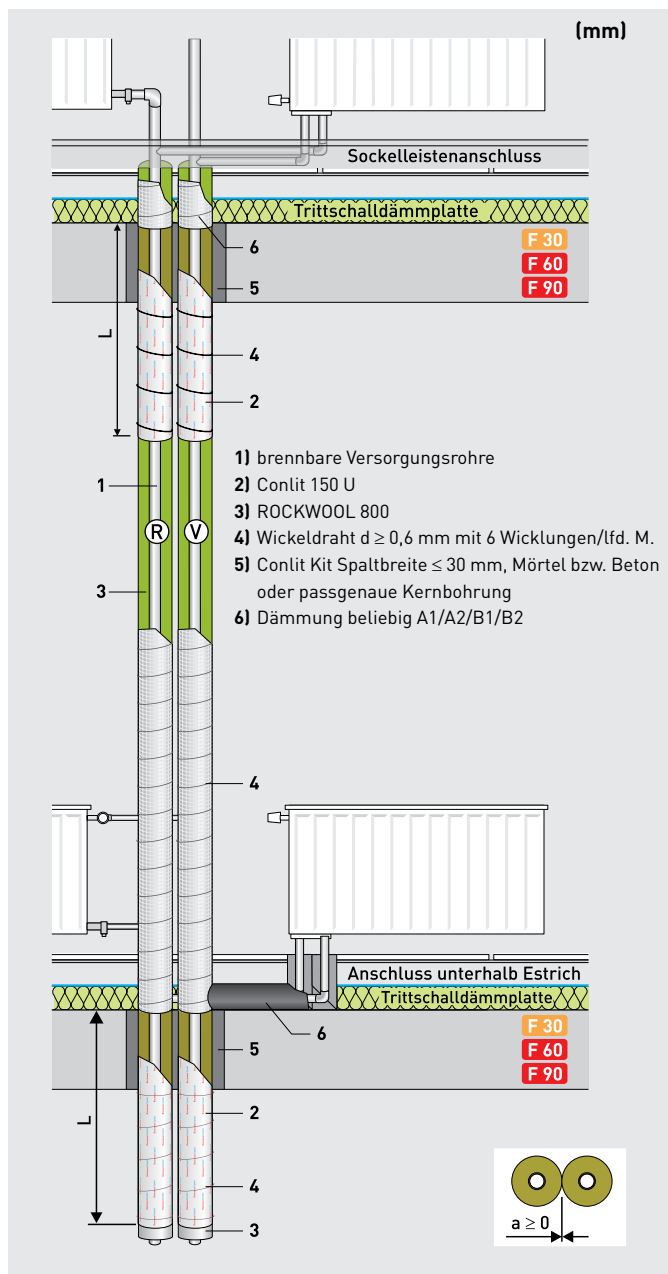 (mm)
Sockelleistenanschluss
Trittschalldämmplatte
6
F 30
F 60
F 90
5
L
4
2
1) brennbare Versorgungsrohre
2) Conlit 150 U
3) ROCKWOOL 800
4) Wickeldraht d ≥ 0,6 mm mit 6 Wicklungen/lfd. M.
5) Conlit Kit Spaltbreite ≤ 30 mm, Mörtel bzw. Beton
oder passgenaue Kernbohrung
6) Dämmung beliebig A1/A2/B1/B2
1
R V
3
4
Anschluss unterhalb Estrich
Trittschalldämmplatte
6
F 30
F 60
F 90
5
L
2
4
3
a ≥ 0